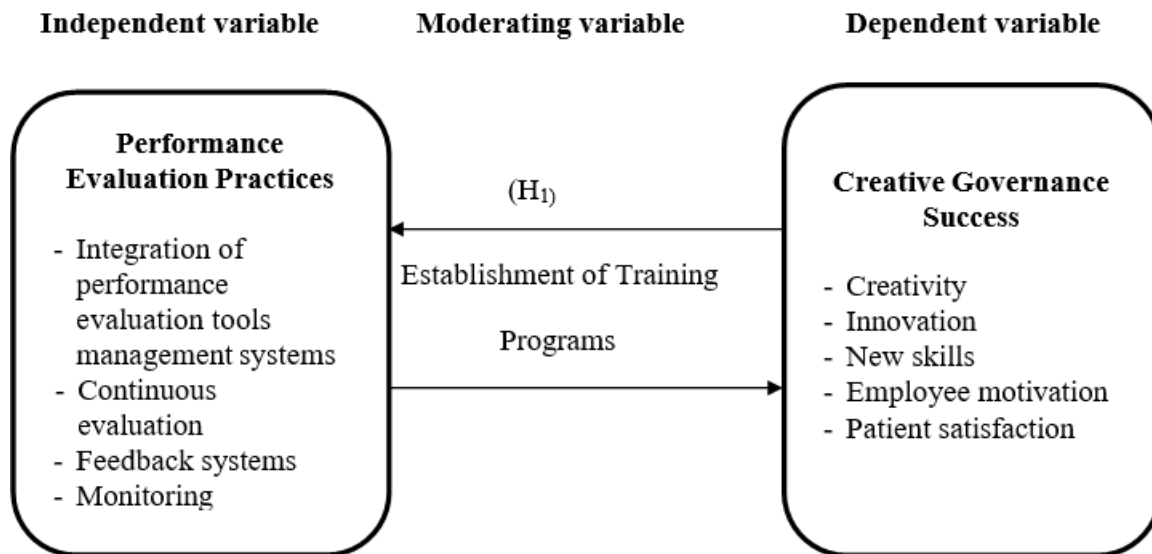 Independent variable
Moderating variable
Dependent variable
Performance
Evaluation Practices
- Integration of
performance
evaluation tools
management systems
- Continuous
evaluation
- Feedback systems
- Monitoring
(H₁)
Establishment of Training
Programs
Creative Governance
Success
- Creativity
- Innovation
- New skills
- Employee motivation
- Patient satisfaction